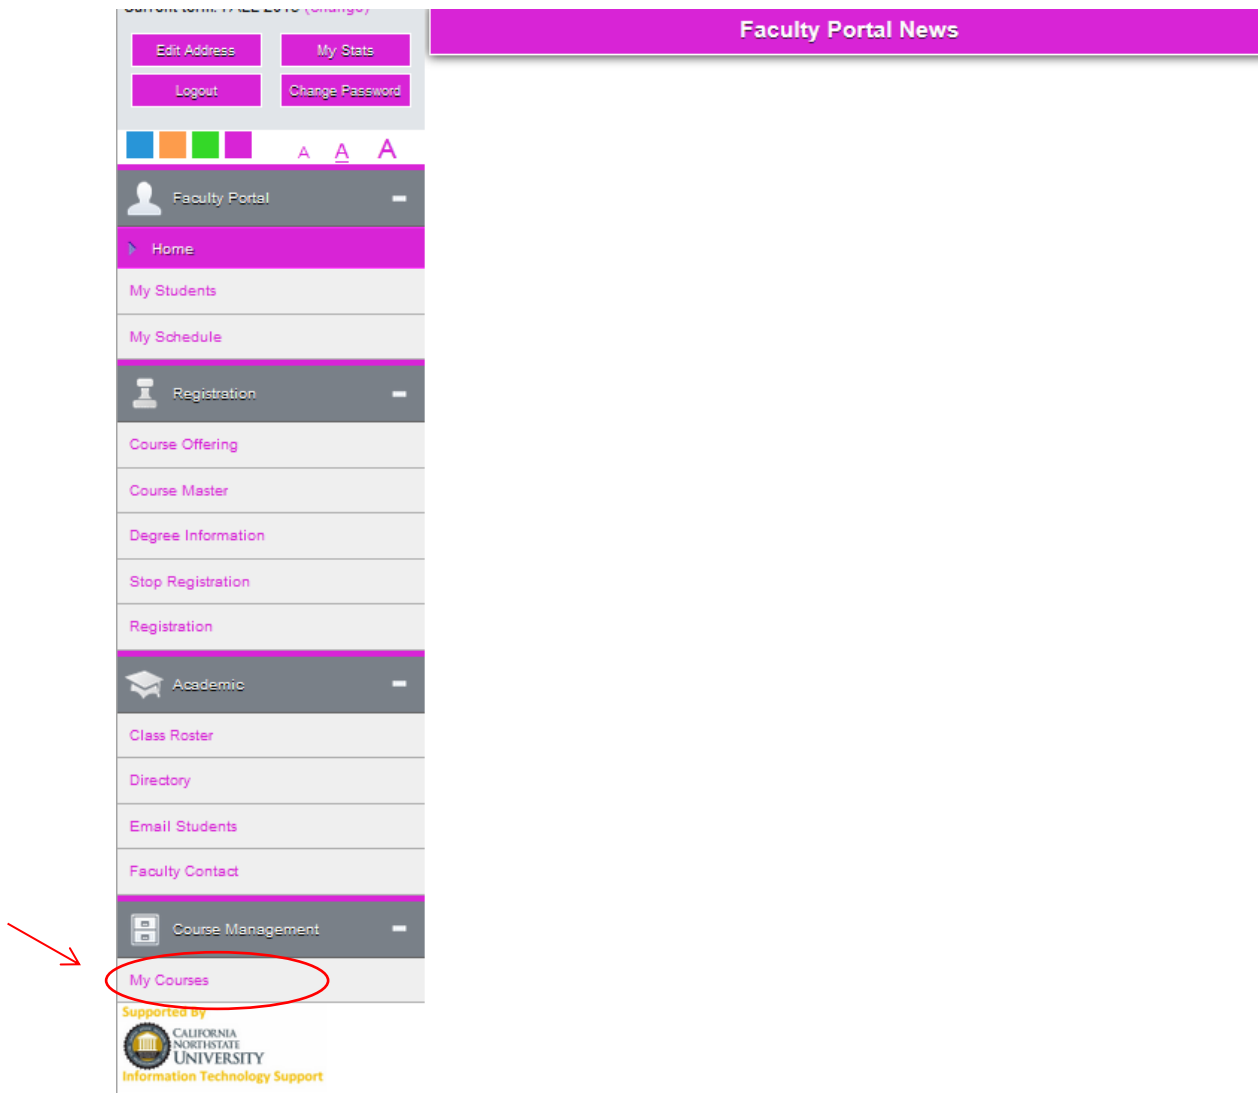 Faculty Portal News
Edit Address
My Stats
Logout
Change Password
A A A
Faculty Portal
Home
My Students
My Schedule
Registration
Course Offering
Course Master
Degree Information
Stop Registration
Registration
Academic
Class Roster
Directory
Email Students
Faculty Contact
Course Management
My Courses
Supported By
CALIFORNIA
NORTHSTATE
UNIVERSITY
Information Technology Support